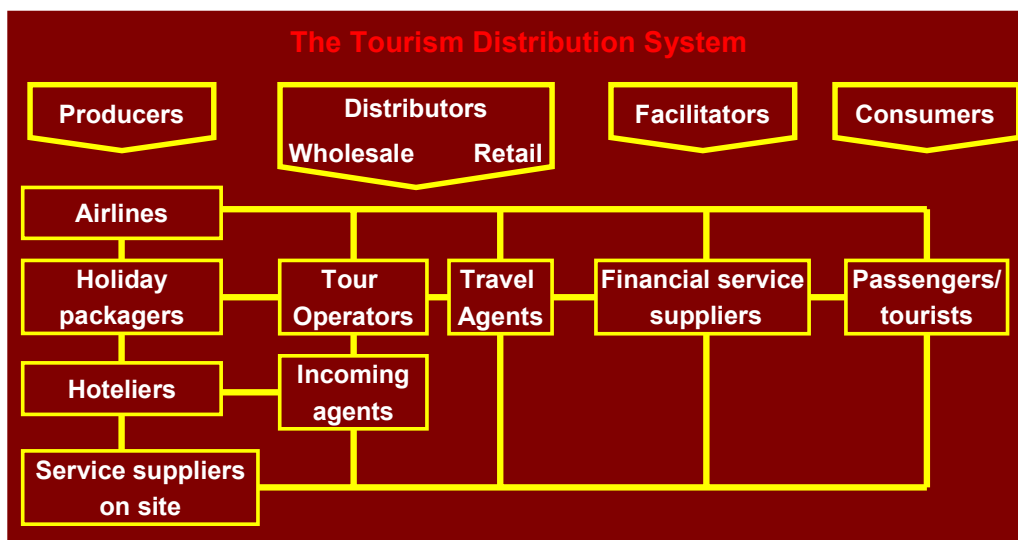 The Tourism Distribution System
Producers
Distributors
Wholesale Retail
Facilitators
Consumers
Airlines
Holiday
packagers
Tour
Operators
Travel
Agents
Financial service
suppliers
Passengers/
tourists
Hoteliers
Incoming
agents
Service suppliers
on site